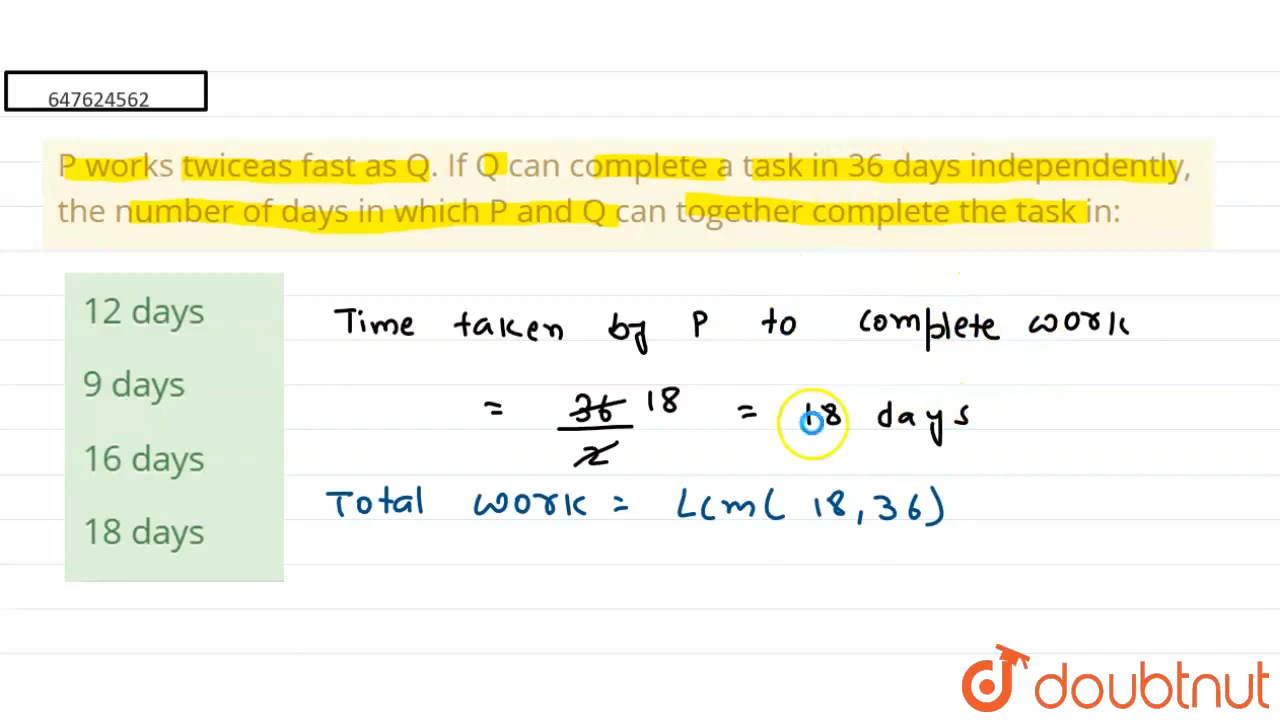 647624562
P works twiceas fast as Q. If Q can complete a task in 36 days independently,
the number of days in which P and Q can together complete the task in:
12 days
9 days
16 days
18 days
Time taken by P to complete work
= 36/2 18 = 18 days
Total work = LCM( 18,36)
doubtnut